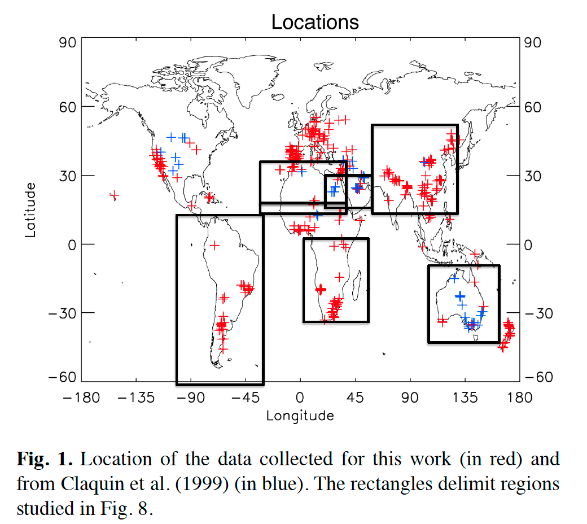 Locations
90 90
60 60
30 30
0 0
-30 -30
-60 -60
-180 -135 -90 -45 0 45 90 135 180
Latitude
Longitude
Fig. 1. Location of the data collected for this work (in red) and
from Claquin et al. (1999) (in blue). The rectangles delimit regions
studied in Fig. 8.